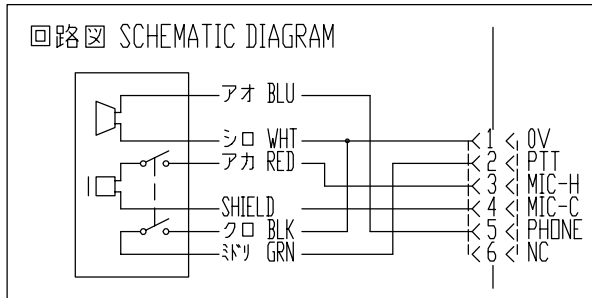 回路図 SCHEMATIC DIAGRAM
アオ BLU
シロ WHT
アカ RED
SHIELD
クロ BLK
ミドリ GRN
1 0V
2 PTT
3 MIC-H
4 MIC-C
5 PHONE
6 NC